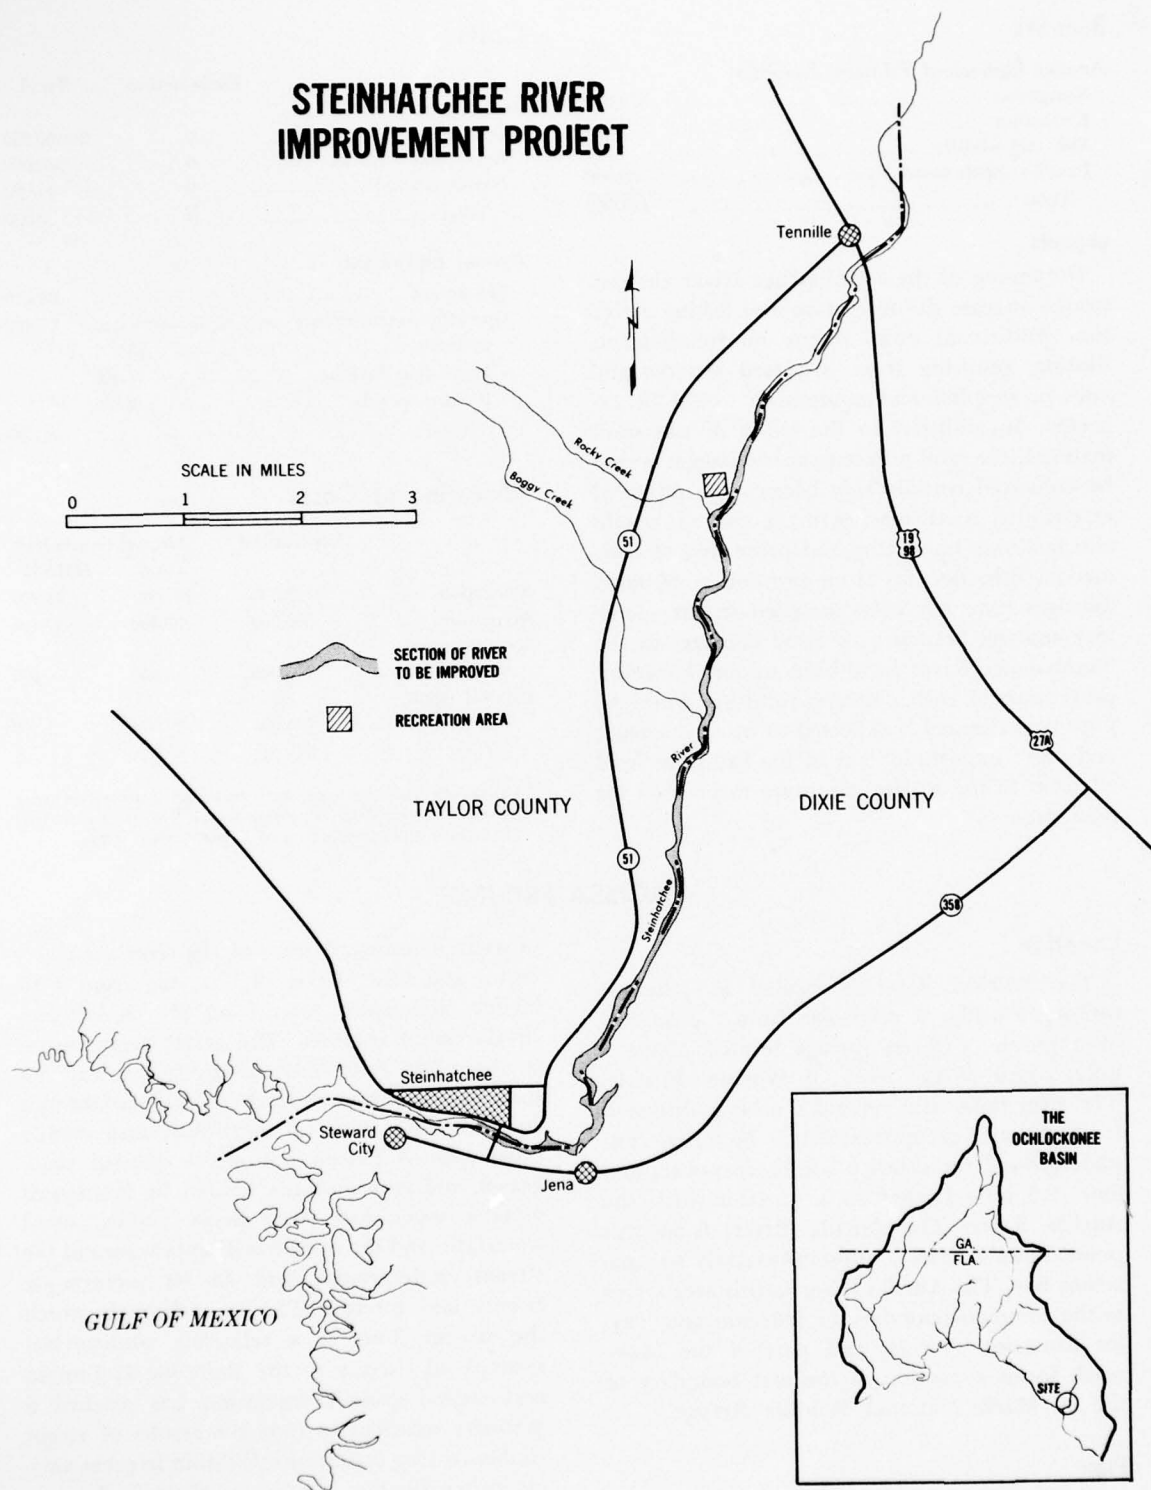 STEINHATCHEE RIVER
IMPROVEMENT PROJECT
Tennille
N
Rocky Creek
Boggy Creek
SCALE IN MILES
0 1 2 3
51
19
98
SECTION OF RIVER
TO BE IMPROVED
RECREATION AREA
27A
River
TAYLOR COUNTY
DIXIE COUNTY
51
Steinhatchee
358
Steinhatchee
Steward
City
Jena
GULF OF MEXICO
THE
OCHLOCKONEE
BASIN
GA.
FLA.
SITE